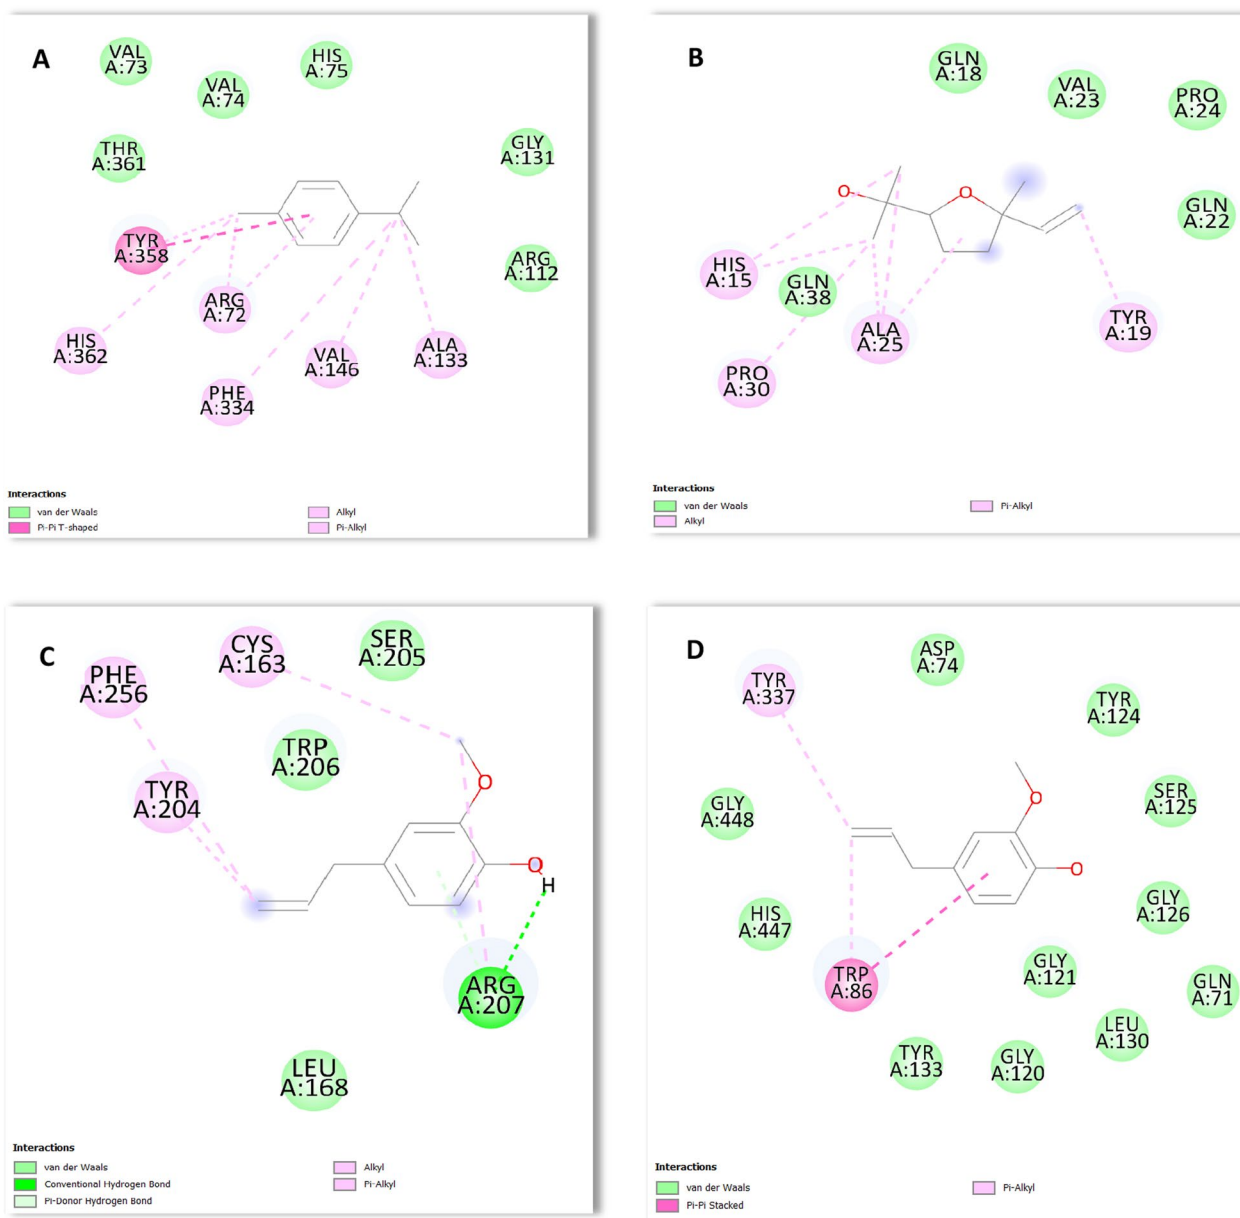 A
VAL
A:73
VAL
A:74
HIS
A:75
THR
A:361
GLY
A:131
TYR
A:358
ARG
A:112
ARG
A:72
HIS
A:362
VAL
A:146
ALA
A:133
PHE
A:334
Interactions
van der Waals
Pi-Pi T-shaped
Alkyl
Pi-Alkyl
B
GLN
A:18
VAL
A:23
PRO
A:24
O
O
GLN
A:22
HIS
A:15
GLN
A:38
ALA
A:25
TYR
A:19
PRO
A:30
Interactions
van der Waals
Alkyl
Pi-Alkyl
C
PHE
A:256
CYS
A:163
SER
A:205
TRP
A:206
TYR
A:204
O
O
H
ARG
A:207
LEU
A:168
Interactions
van der Waals
Conventional Hydrogen Bond
Pi-Donor Hydrogen Bond
Alkyl
Pi-Alkyl
D
TYR
A:337
ASP
A:74
TYR
A:124
GLY
A:448
O
SER
A:125
O
HIS
A:447
GLY
A:126
TRP
A:86
GLY
A:121
GLN
A:71
LEU
A:130
TYR
A:133
GLY
A:120
Interactions
van der Waals
Pi-Pi Stacked
Pi-Alkyl